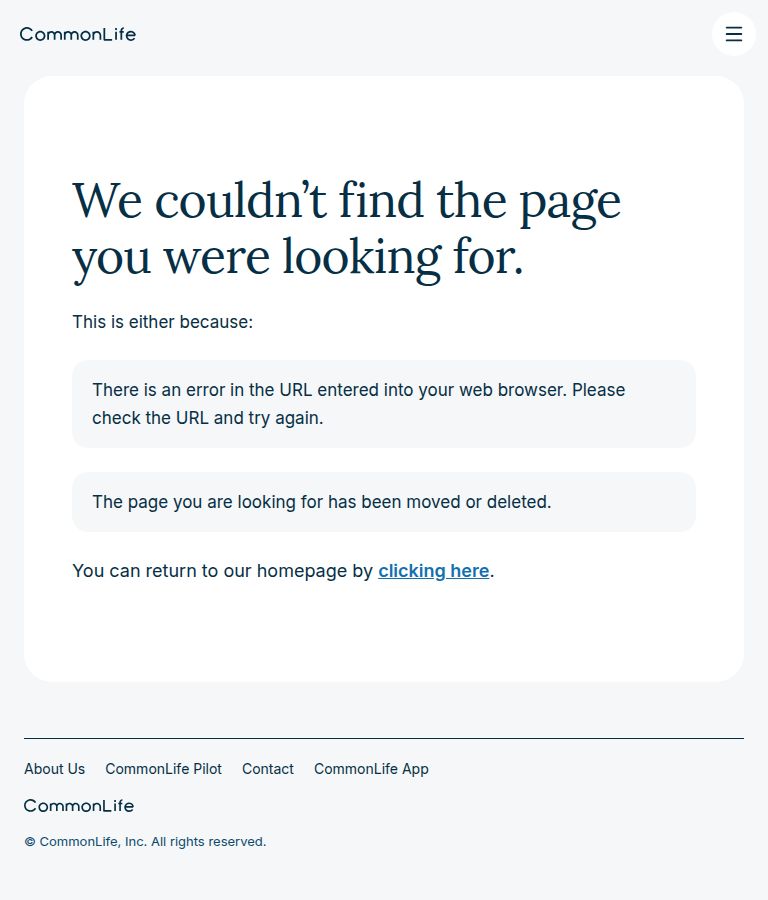 CommonLife
We couldn’t find the page
you were looking for.
This is either because:
There is an error in the URL entered into your web browser. Please
check the URL and try again.
The page you are looking for has been moved or deleted.
You can return to our homepage by clicking here.
About Us CommonLife Pilot Contact CommonLife App
CommonLife
© CommonLife, Inc. All rights reserved.